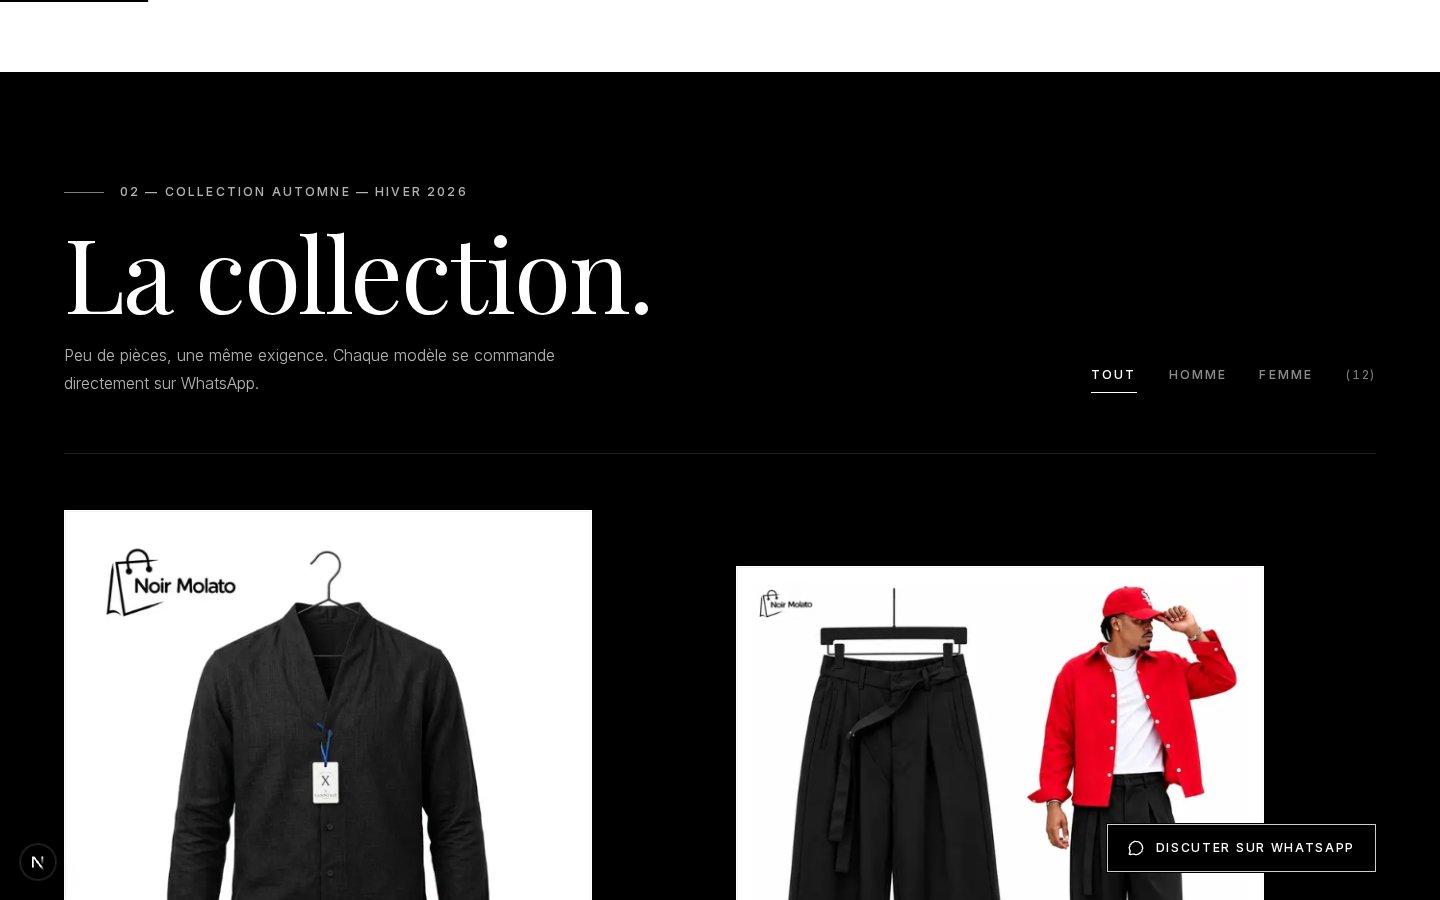 02 — COLLECTION AUTOMNE — HIVER 2026
La collection.
Peu de pièces, une même exigence. Chaque modèle se commande
directement sur WhatsApp.
TOUT HOMME FEMME (12)
Noir Molato
Noir Molato
X
N
DISCUTER SUR WHATSAPP